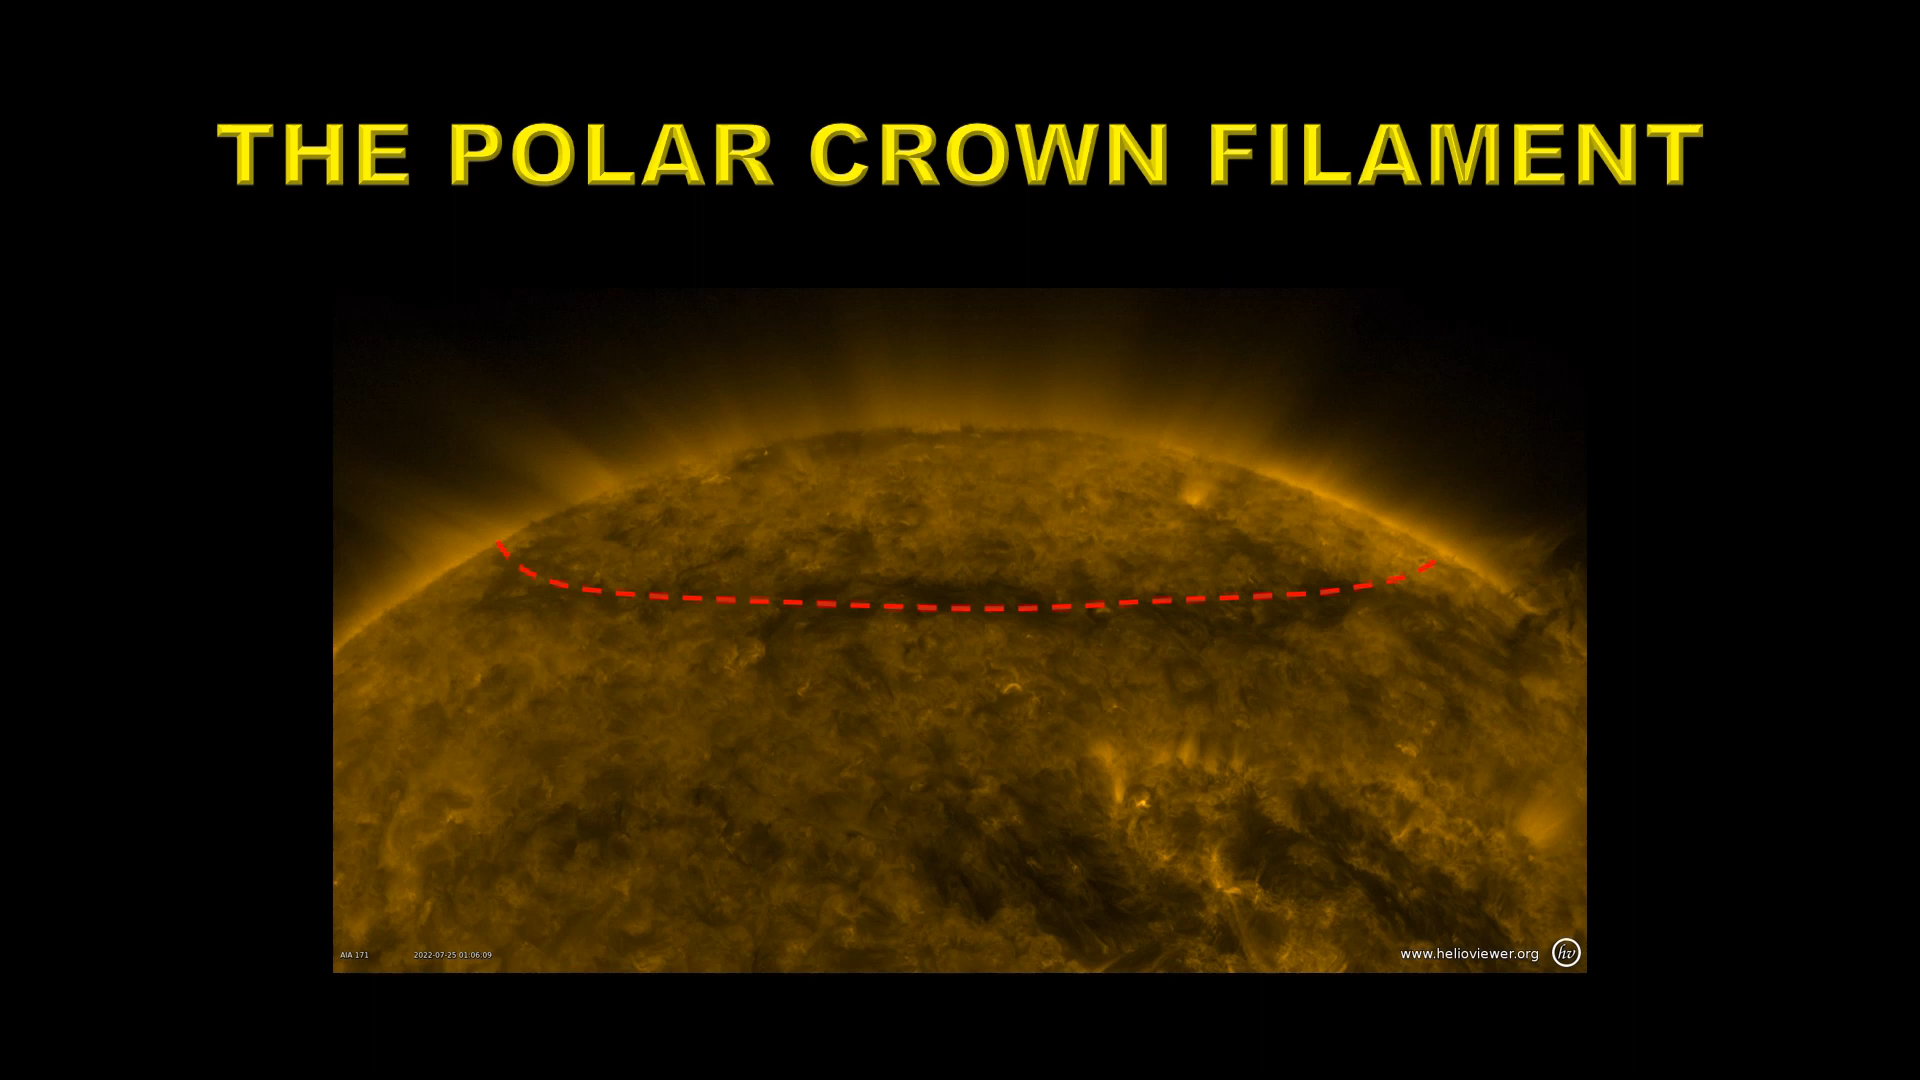 THE POLAR CROWN FILAMENT
AIA 171 2022-07-25 01:06:09
www.helioviewer.org hv